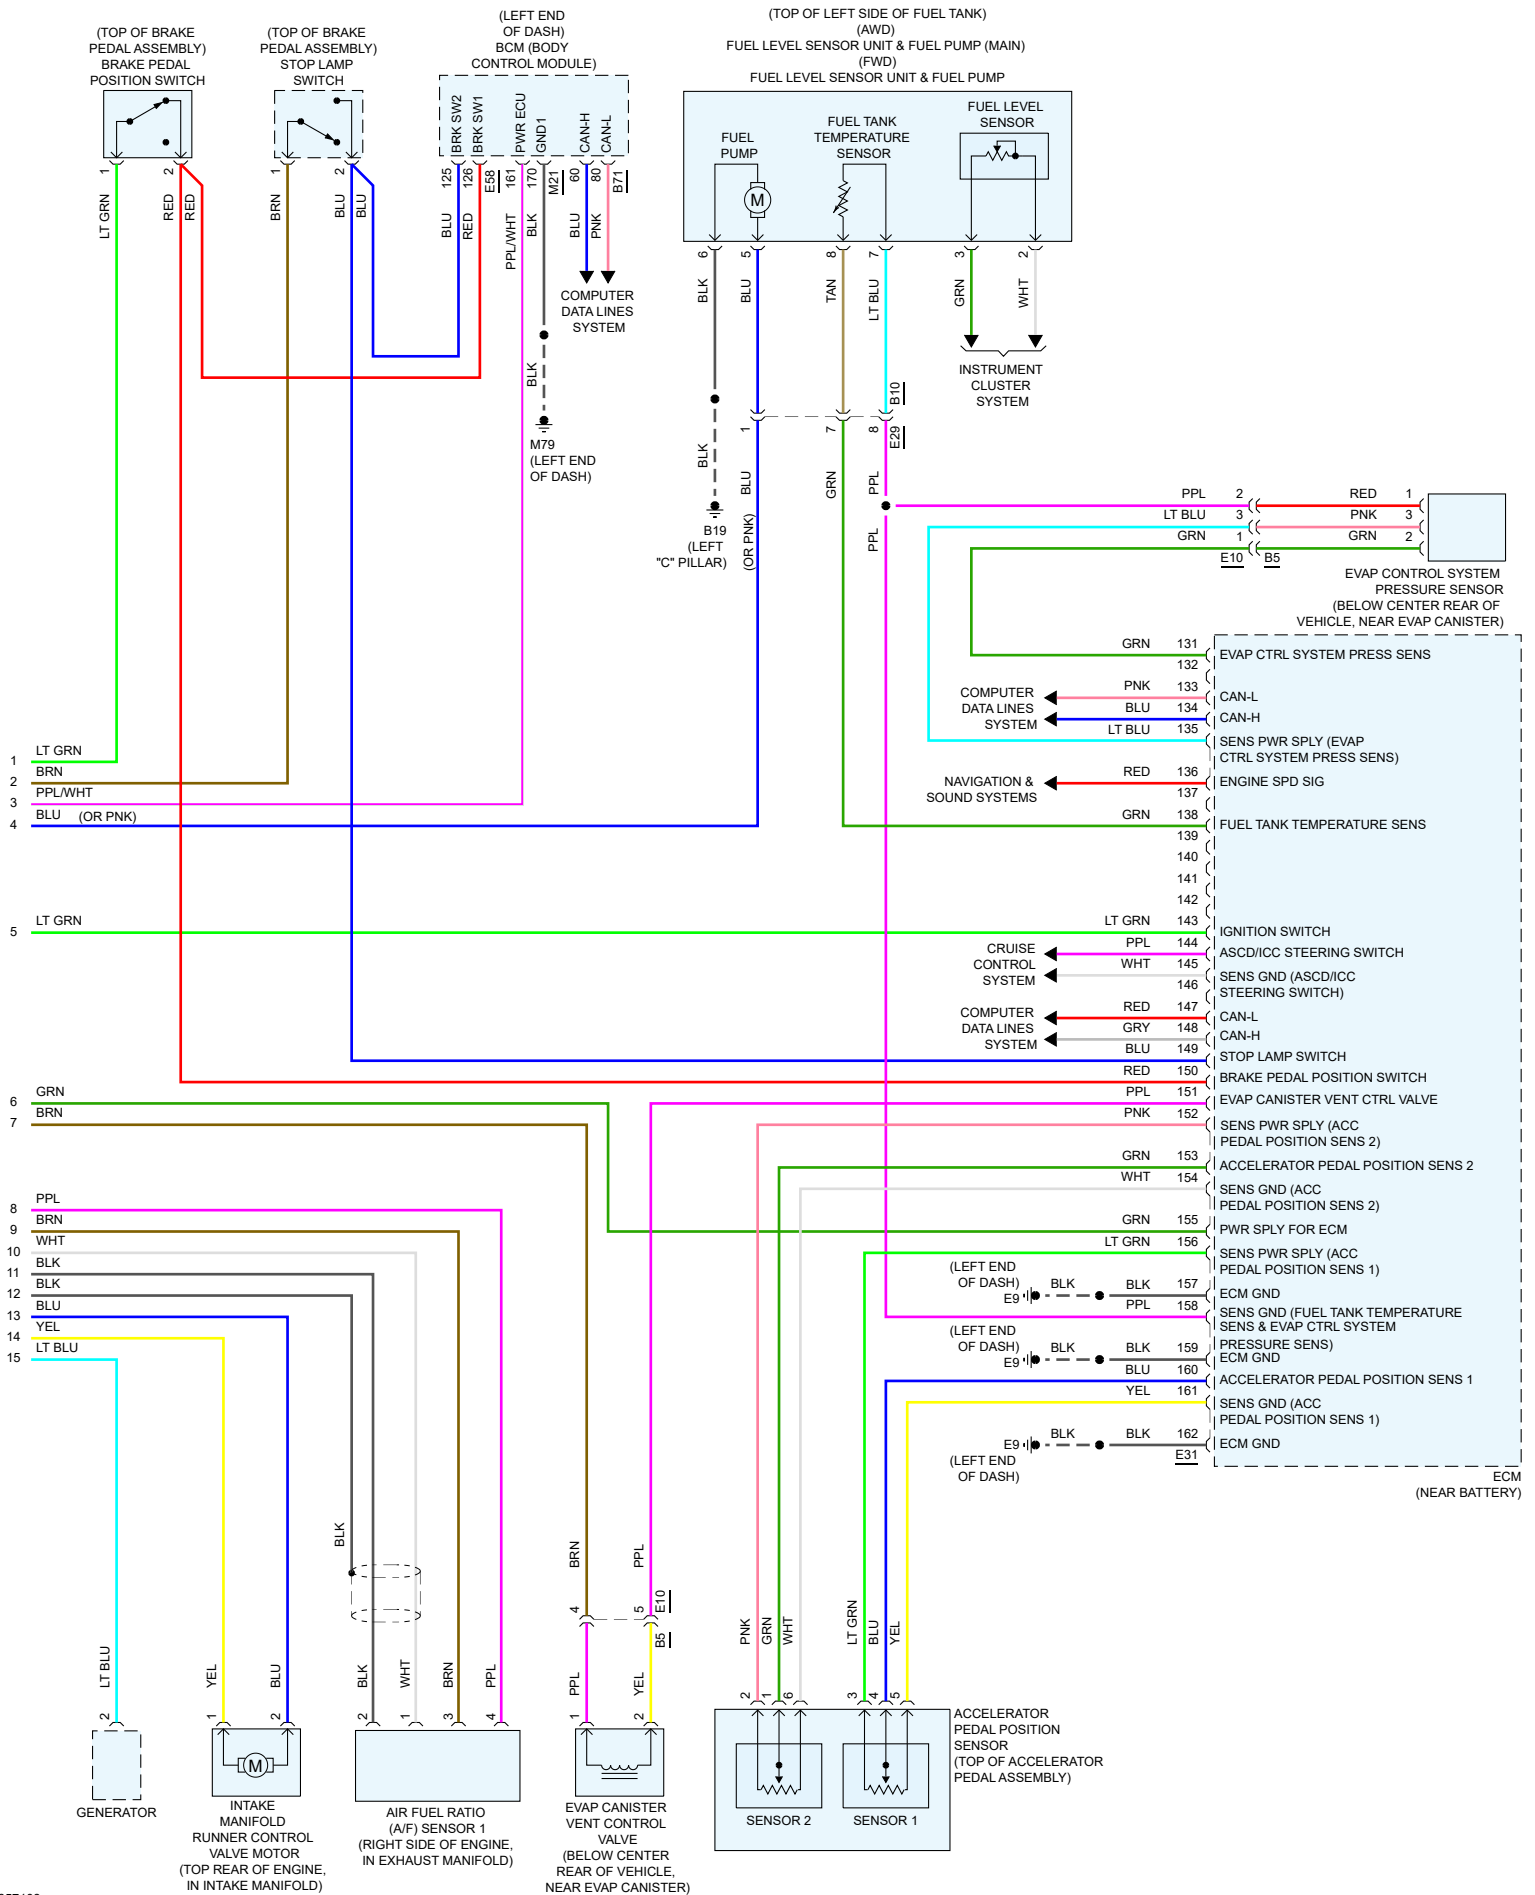 (TOP OF BRAKE
PEDAL ASSEMBLY)
BRAKE PEDAL
POSITION SWITCH
(TOP OF BRAKE
PEDAL ASSEMBLY)
STOP LAMP
SWITCH
(LEFT END
OF DASH)
BCM (BODY
CONTROL MODULE)
(TOP OF LEFT SIDE OF FUEL TANK)
(AWD)
FUEL LEVEL SENSOR UNIT & FUEL PUMP (MAIN)
(FWD)
FUEL LEVEL SENSOR UNIT & FUEL PUMP
BRK SW2
BRK SW1
PWR ECU
GND1
CAN-H
CAN-L
FUEL
PUMP
M
FUEL TANK
TEMPERATURE
SENSOR
FUEL LEVEL
SENSOR
1
2
1
2
125
126
E58
161
170
M21
60
80
B71
LT GRN
RED
RED
BRN
BLU
BLU
BLU
RED
PPL/WHT
BLK
BLU
PNK
COMPUTER
DATA LINES
SYSTEM
BLK
M79
(LEFT END
OF DASH)
6
5
8
7
3
2
BLK
BLU
TAN
LT BLU
GRN
WHT
INSTRUMENT
CLUSTER
SYSTEM
B10
1
7
8
E29
BLK
BLU
GRN
PPL
B19
(LEFT
"C" PILLAR)
(OR PNK)
PPL
PPL 2 RED 1
LT BLU 3 PNK 3
GRN 1 GRN 2
E10 B5
EVAP CONTROL SYSTEM
PRESSURE SENSOR
(BELOW CENTER REAR OF
VEHICLE, NEAR EVAP CANISTER)
GRN 131 EVAP CTRL SYSTEM PRESS SENS
132
COMPUTER
DATA LINES
SYSTEM
PNK 133 CAN-L
BLU 134 CAN-H
LT BLU 135 SENS PWR SPLY (EVAP
CTRL SYSTEM PRESS SENS)
NAVIGATION &
SOUND SYSTEMS
RED 136 ENGINE SPD SIG
137
GRN 138 FUEL TANK TEMPERATURE SENS
139
140
141
142
LT GRN 143 IGNITION SWITCH
CRUISE
CONTROL
SYSTEM
PPL 144 ASCD/ICC STEERING SWITCH
WHT 145 SENS GND (ASCD/ICC
146 STEERING SWITCH)
COMPUTER
DATA LINES
SYSTEM
RED 147 CAN-L
GRY 148 CAN-H
BLU 149 STOP LAMP SWITCH
RED 150 BRAKE PEDAL POSITION SWITCH
PPL 151 EVAP CANISTER VENT CTRL VALVE
PNK 152 SENS PWR SPLY (ACC
PEDAL POSITION SENS 2)
GRN 153 ACCELERATOR PEDAL POSITION SENS 2
WHT 154 SENS GND (ACC
PEDAL POSITION SENS 2)
GRN 155 PWR SPLY FOR ECM
LT GRN 156 SENS PWR SPLY (ACC
PEDAL POSITION SENS 1)
(LEFT END
OF DASH)
E9 BLK BLK 157 ECM GND
PPL 158 SENS GND (FUEL TANK TEMPERATURE
SENS & EVAP CTRL SYSTEM
PRESSURE SENS)
(LEFT END
OF DASH)
E9 BLK BLK 159 ECM GND
BLU 160 ACCELERATOR PEDAL POSITION SENS 1
YEL 161 SENS GND (ACC
PEDAL POSITION SENS 1)
E9 BLK BLK 162 ECM GND
(LEFT END
OF DASH)
E31
ECM
(NEAR BATTERY)
1 LT GRN
2 BRN
3 PPL/WHT
4 BLU (OR PNK)
5 LT GRN
6 GRN
7 BRN
8 PPL
9 BRN
10 WHT
11 BLK
12 BLK
13 BLU
14 YEL
15 LT BLU
BLK
BRN
PPL
4
5
E10
B5
LT BLU
YEL
BLU
BLK
WHT
BRN
PPL
PPL
YEL
PNK
GRN
WHT
LT GRN
BLU
YEL
2
1
2
2
1
3
4
1
2
2
1
6
3
4
5
M
GENERATOR
INTAKE
MANIFOLD
RUNNER CONTROL
VALVE MOTOR
(TOP REAR OF ENGINE,
IN INTAKE MANIFOLD)
AIR FUEL RATIO
(A/F) SENSOR 1
(RIGHT SIDE OF ENGINE,
IN EXHAUST MANIFOLD)
EVAP CANISTER
VENT CONTROL
VALVE
(BELOW CENTER
REAR OF VEHICLE,
NEAR EVAP CANISTER)
SENSOR 2
SENSOR 1
ACCELERATOR
PEDAL POSITION
SENSOR
(TOP OF ACCELERATOR
PEDAL ASSEMBLY)